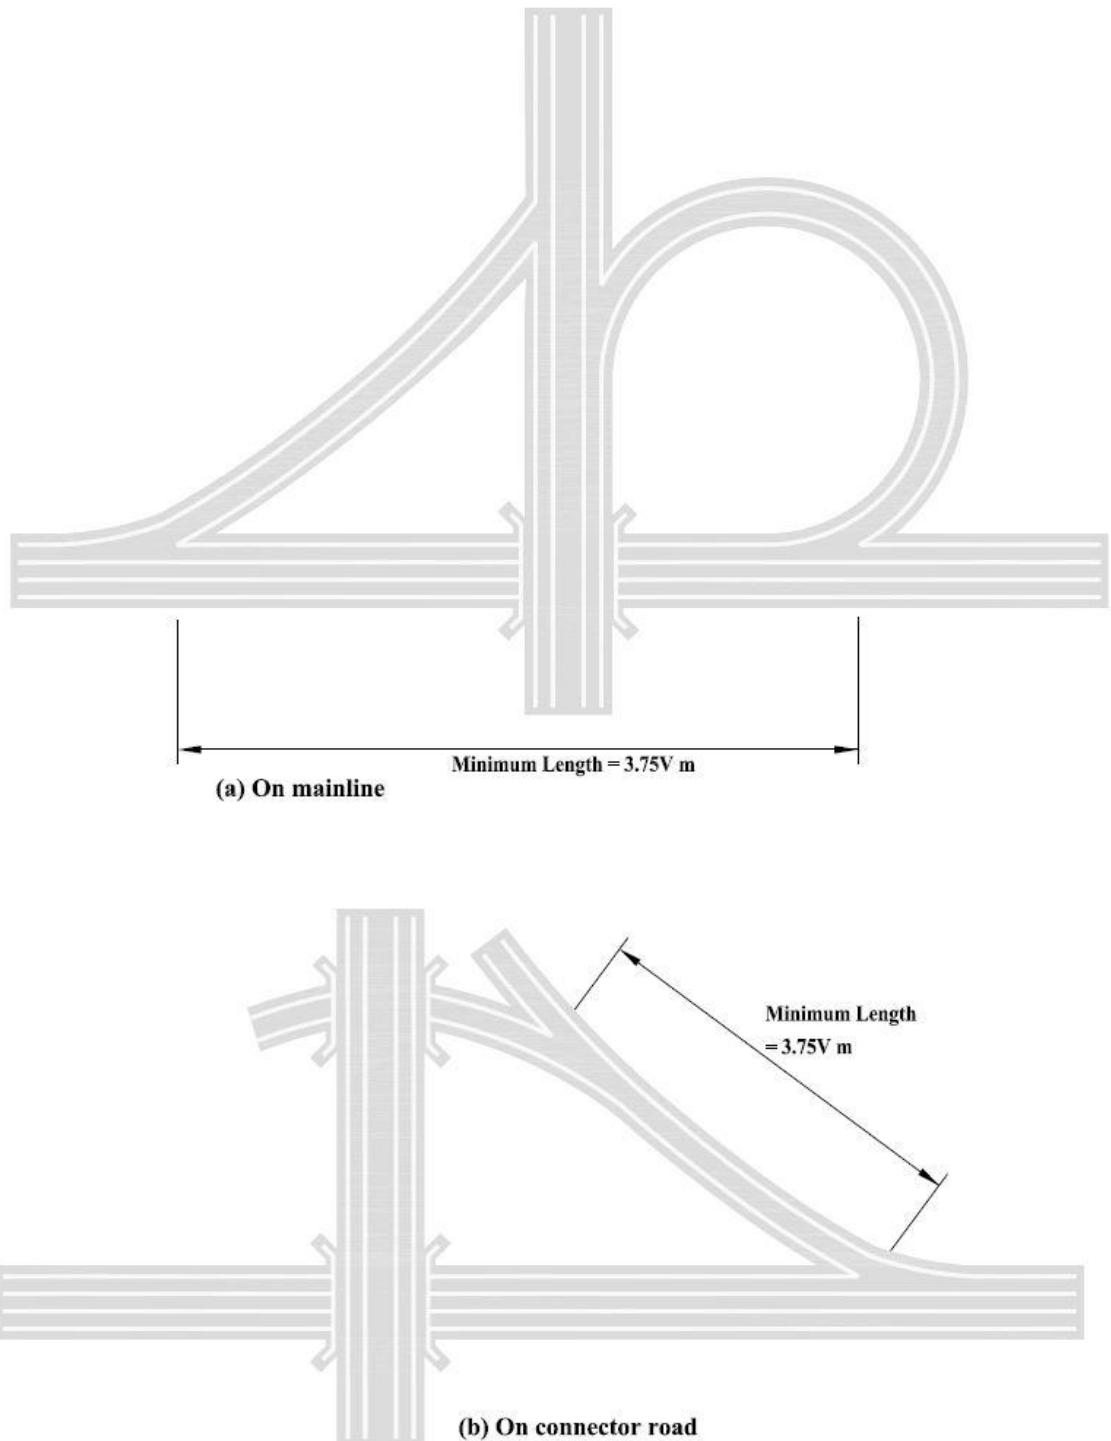 Minimum Length = 3.75V m
(a) On mainline
Minimum Length
= 3.75V m
(b) On connector road